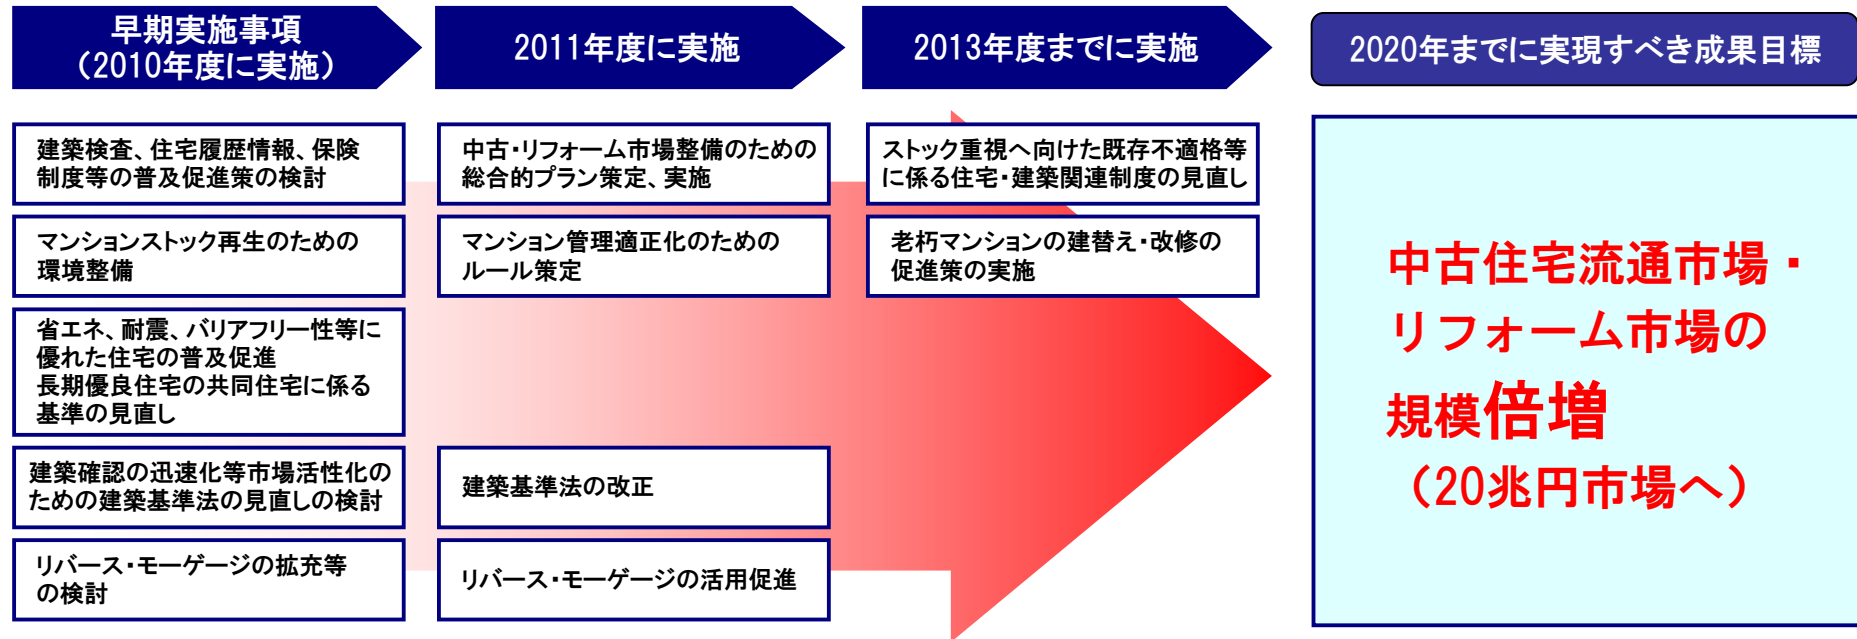 早期実施事項
（2010年度に実施）
2011年度に実施
2013年度までに実施
2020年までに実現すべき成果目標
建築検査、住宅履歴情報、保険
制度等の普及促進策の検討
マンションストック再生のための
環境整備
省エネ、耐震、バリアフリー性等に
優れた住宅の普及促進
長期優良住宅の共同住宅に係る
基準の見直し
建築確認の迅速化等市場活性化の
ための建築基準法の見直しの検討
リバース・モーゲージの拡充等
の検討
中古・リフォーム市場整備のための
総合的プラン策定、実施
マンション管理適正化のための
ルール策定
建築基準法の改正
リバース・モーゲージの活用促進
ストック重視へ向けた既存不適格等
に係る住宅・建築関連制度の見直し
老朽マンションの建替え・改修の
促進策の実施
中古住宅流通市場・
リフォーム市場の
規模倍増
（20兆円市場へ）